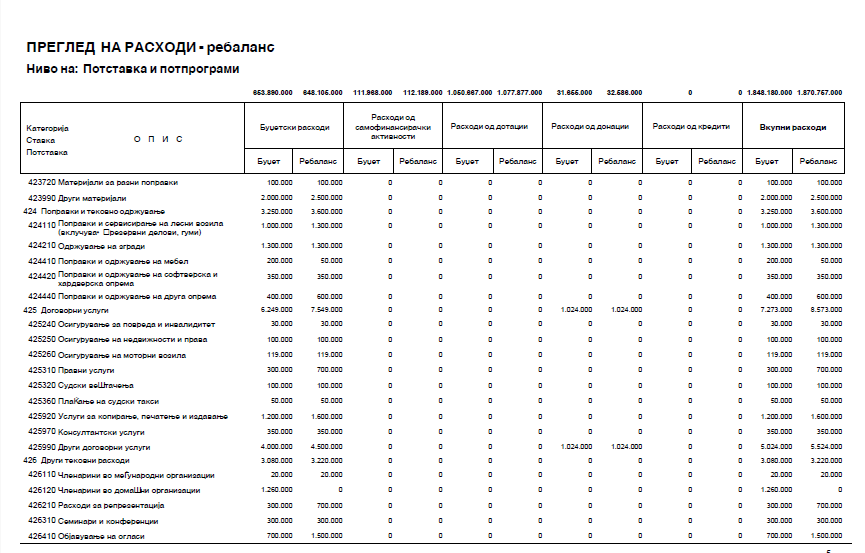 ПРЕГЛЕД НА РАСХОДИ - ребаланс
Ниво на: Потставка и потпрограми
653.890.000 648.105.000 111.968.000 112.189.000 1.050.667.000 1.077.877.000 31.655.000 32.586.000 0 0 1.848.180.000 1.870.757.000
Категорија
Ставка
Потставка
О П И С
Буџетски расходи
Расходи од
самофинансирачки
активности
Расходи од дотации
Расходи од донации
Расходи од кредити
Вкупни расходи
Буџет Ребаланс Буџет Ребаланс Буџет Ребаланс Буџет Ребаланс Буџет Ребаланс Буџет Ребаланс
423720 Материјали за разни поправки 100.000 100.000 0 0 0 0 0 0 0 0 100.000 100.000
423990 Други материјали 2.000.000 2.500.000 0 0 0 0 0 0 0 0 2.000.000 2.500.000
424 Поправки и тековно одржување 3.250.000 3.600.000 0 0 0 0 0 0 0 0 3.250.000 3.600.000
424110 Поправки и сервисирање на лесни возила 1.000.000 1.300.000 0 0 0 0 0 0 0 0 1.000.000 1.300.000
(вклучува- резервни делови, гуми)
424210 Одржување на згради 1.300.000 1.300.000 0 0 0 0 0 0 0 0 1.300.000 1.300.000
424410 Поправки и одржување на мебел 200.000 50.000 0 0 0 0 0 0 0 0 200.000 50.000
424420 Поправки и одржување на софтверска и 350.000 350.000 0 0 0 0 0 0 0 0 350.000 350.000
хардверска опрема
424440 Поправки и одржување на друга опрема 400.000 600.000 0 0 0 0 0 0 0 0 400.000 600.000
425 Договорни услуги 6.249.000 7.549.000 0 0 0 0 1.024.000 1.024.000 0 0 7.273.000 8.573.000
425240 Осигурување за повреда и инвалидитет 30.000 30.000 0 0 0 0 0 0 0 0 30.000 30.000
425250 Осигурување на недвижности и права 100.000 100.000 0 0 0 0 0 0 0 0 100.000 100.000
425260 Осигурување на моторни возила 119.000 119.000 0 0 0 0 0 0 0 0 119.000 119.000
425310 Правни услуги 300.000 700.000 0 0 0 0 0 0 0 0 300.000 700.000
425320 Судски веШтачења 100.000 100.000 0 0 0 0 0 0 0 0 100.000 100.000
425360 ПлаЌање на судски такси 50.000 50.000 0 0 0 0 0 0 0 0 50.000 50.000
425920 Услуги за копирање, печатење и издавање 1.200.000 1.600.000 0 0 0 0 0 0 0 0 1.200.000 1.600.000
425970 Консултантски услуги 350.000 350.000 0 0 0 0 0 0 0 0 350.000 350.000
425990 Други договорни услуги 4.000.000 4.500.000 0 0 0 0 1.024.000 1.024.000 0 0 5.024.000 5.524.000
426 Други тековни расходи 3.080.000 3.220.000 0 0 0 0 0 0 0 0 3.080.000 3.220.000
426110 Членарини во меЃународни организации 20.000 20.000 0 0 0 0 0 0 0 0 20.000 20.000
426120 Членарини во домаШни организации 1.260.000 0 0 0 0 0 0 0 0 0 1.260.000 0
426210 Расходи за репрезентација 300.000 700.000 0 0 0 0 0 0 0 0 300.000 700.000
426310 Семинари и конференции 300.000 300.000 0 0 0 0 0 0 0 0 300.000 300.000
426410 Објавување на огласи 700.000 1.500.000 0 0 0 0 0 0 0 0 700.000 1.500.000